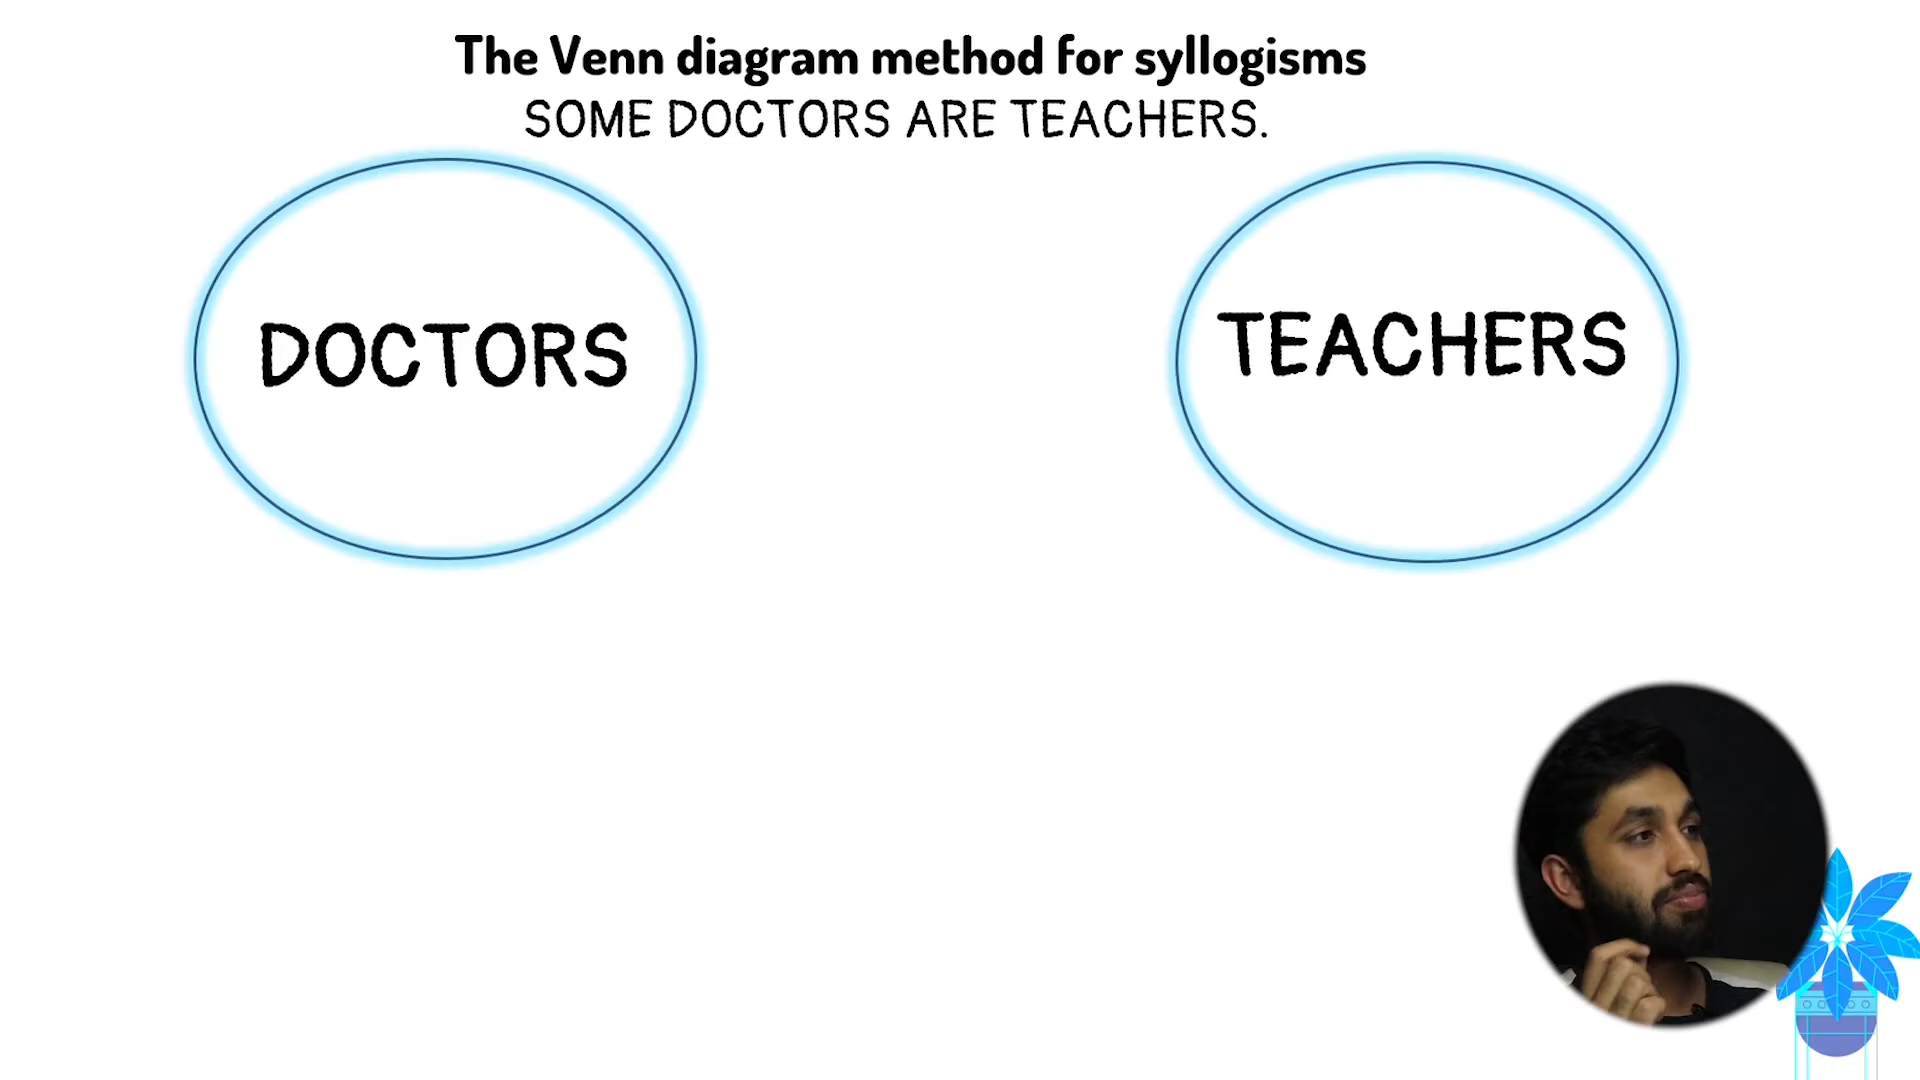 The Venn diagram method for syllogisms
SOME DOCTORS ARE TEACHERS.
DOCTORS
TEACHERS